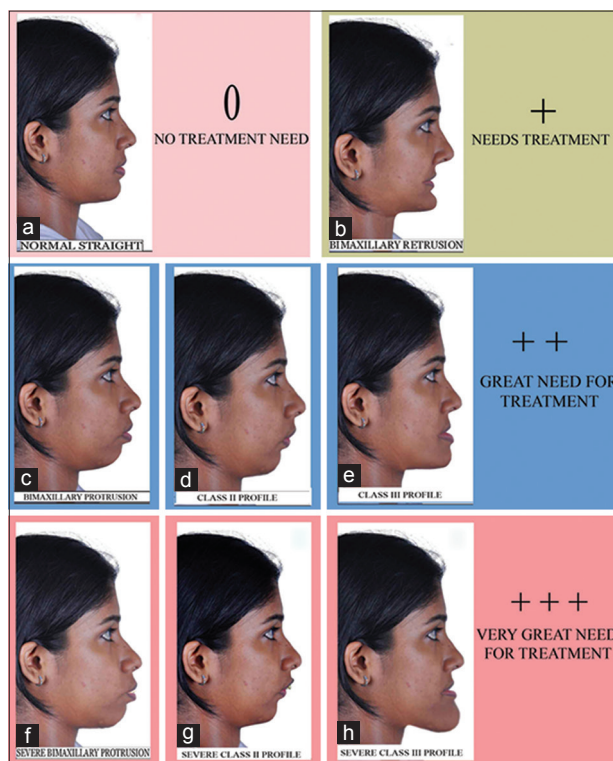 0
NO TREATMENT NEED
a
NORMAL STRAIGHT
+
NEEDS TREATMENT
b
BIMAXILLARY RETRUSION
+ +
GREAT NEED FOR
TREATMENT
c
BIMAXILLARY PROTRUSION
d
CLASS II PROFILE
e
CLASS III PROFILE
+ + +
VERY GREAT NEED
FOR TREATMENT
f
SEVERE BIMAXILLARY PROTRUSION
g
SEVERE CLASS II PROFILE
h
SEVERE CLASS III PROFILE